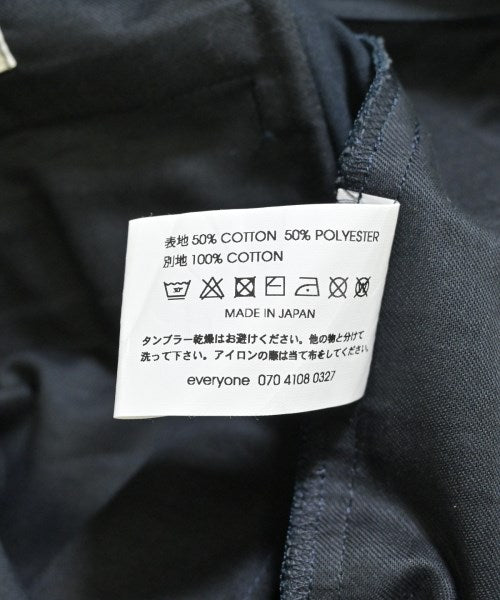 表地 50% COTTON 50% POLYESTER
別地 100% COTTON
30°
MADE IN JAPAN
タンブラー乾燥はお避けください。他の物と分けて
洗って下さい。アイロンの際は当て布をしてください。
everyone 070 4108 0327